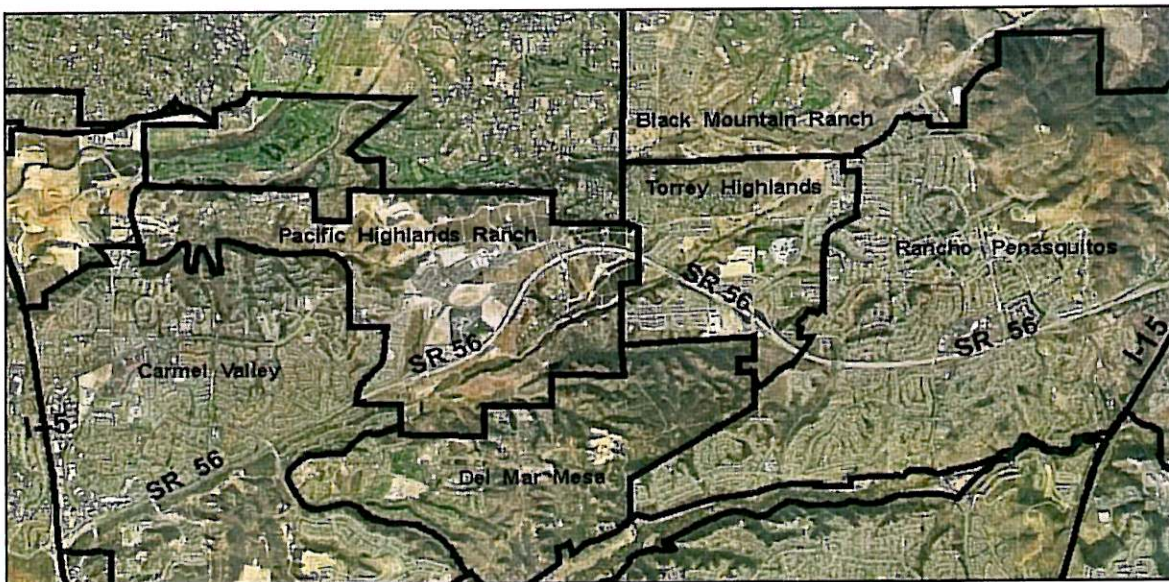 Black Mountain Ranch
Torrey Highlands
Pacific Highlands Ranch
Rancho Penasquitos
SR 56
SR 56
SR 56
I-15
Carmel Valley
I-5
SR 56
Del Mar Mesa